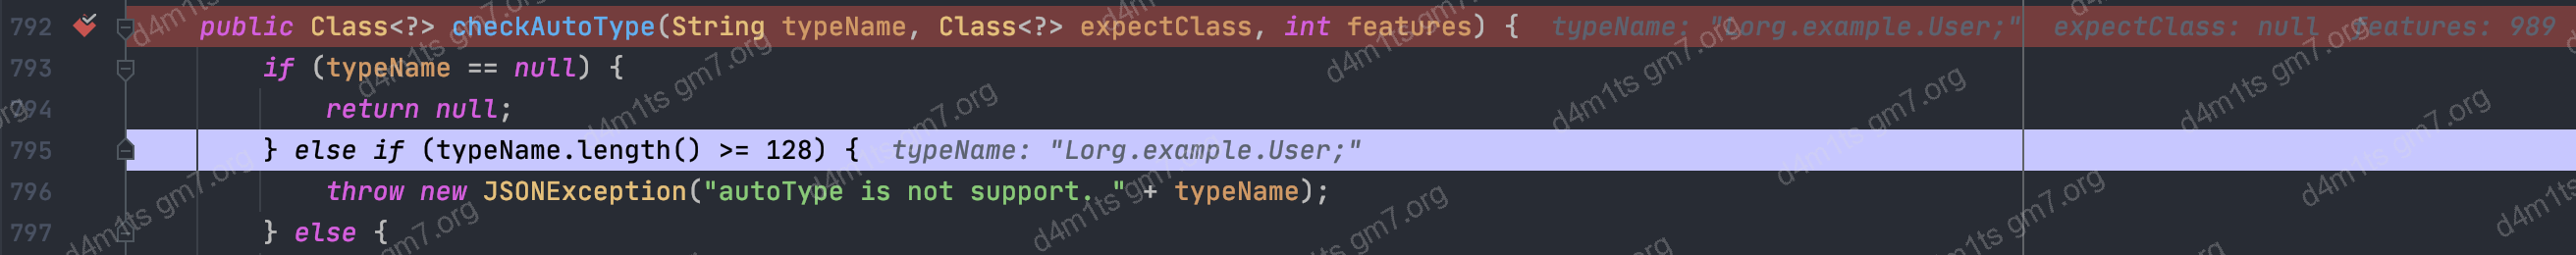 792 public Class<?> checkAutoType(String typeName, Class<?> expectClass, int features) { typeName: "Lorg.example.User;" expectClass: null features: 989
793 if (typeName == null) {
794 return null;
795 } else if (typeName.length() >= 128) { typeName: "Lorg.example.User;"
796 throw new JSONException("autoType is not support. " + typeName);
797 } else {
d4m1ts gm7.org